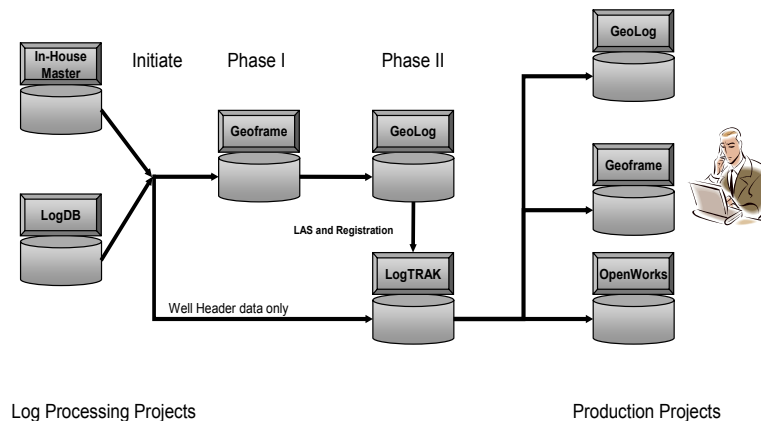 GeoLog
In-House
Master
Initiate
Phase I
Phase II
Geoframe
GeoLog
Geoframe
LogDB
LAS and Registration
LogTRAK
OpenWorks
Well Header data only
Log Processing Projects
Production Projects